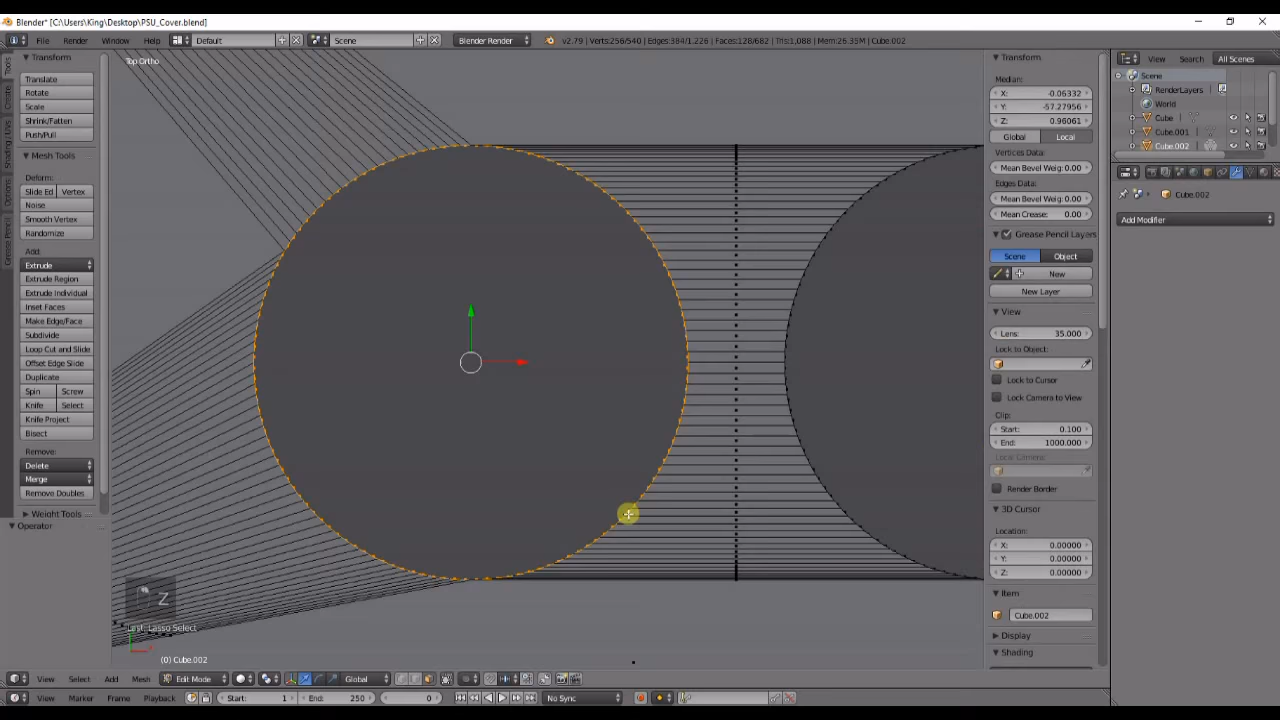 Blender* [C:\Users\King\Desktop\PSU_Cover.blend]
File Render Window Help Default Scene Blender Render v2.79 | Verts:256/540 | Edges:384/1,226 | Faces:128/682 | Tris:1,088 | Mem:26.35M | Cube.002
Top Ortho
Tools
Create
Shading / UVs
Options
Grease Pencil
Transform
Translate
Rotate
Scale
Shrink/Fatten
Push/Pull
Mesh Tools
Deform:
Slide Ed Vertex
Noise
Smooth Vertex
Randomize
Add:
Extrude
Extrude Region
Extrude Individual
Inset Faces
Make Edge/Face
Subdivide
Loop Cut and Slide
Offset Edge Slide
Duplicate
Spin Screw
Knife Select
Knife Project
Bisect
Remove:
Delete
Merge
Remove Doubles
Weight Tools
Operator
Z
Last: Lasso Select
(0) Cube.002
Transform
Median:
X: -0.06332
Y: -57.27956
Z: 0.96061
Global Local
Vertices Data:
Mean Bevel Weig: 0.00
Edges Data:
Mean Bevel Weig: 0.00
Mean Crease: 0.00
Grease Pencil Layers
Scene Object
New
New Layer
View
Lens: 35.000
Lock to Object:
Lock to Cursor
Lock Camera to View
Clip:
Start: 0.100
End: 1000.000
Local Camera:
Render Border
3D Cursor
Location:
X: 0.00000
Y: 0.00000
Z: 0.00000
Item
Cube.002
Display
Shading
View Search All Scenes
Scene
RenderLayers
World
Cube
Cube.001
Cube.002
Cube.002
Add Modifier
View Select Add Mesh Edit Mode Global
View Marker Frame Playback Start: 1 End: 250 0 No Sync